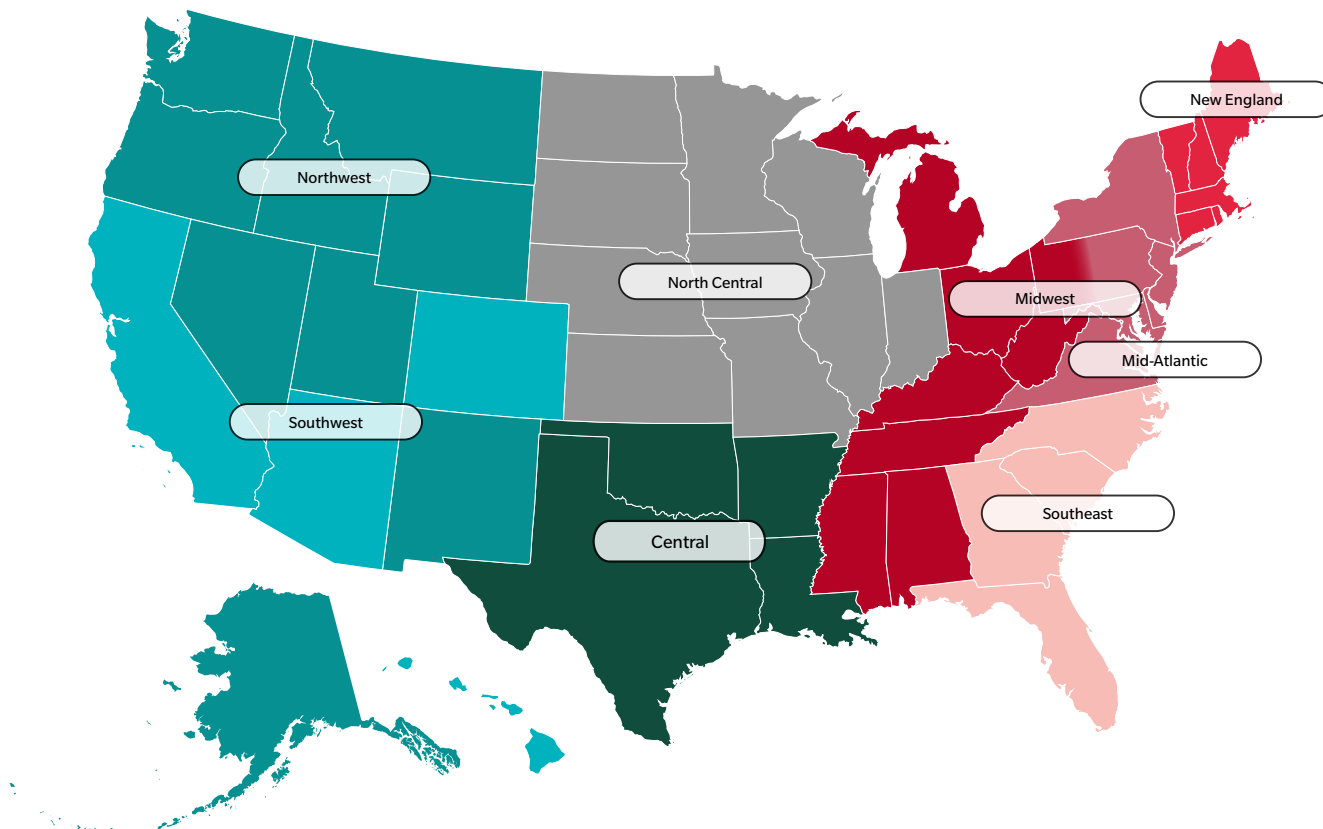 New England
Northwest
North Central
Midwest
Mid-Atlantic
Southwest
Southeast
Central